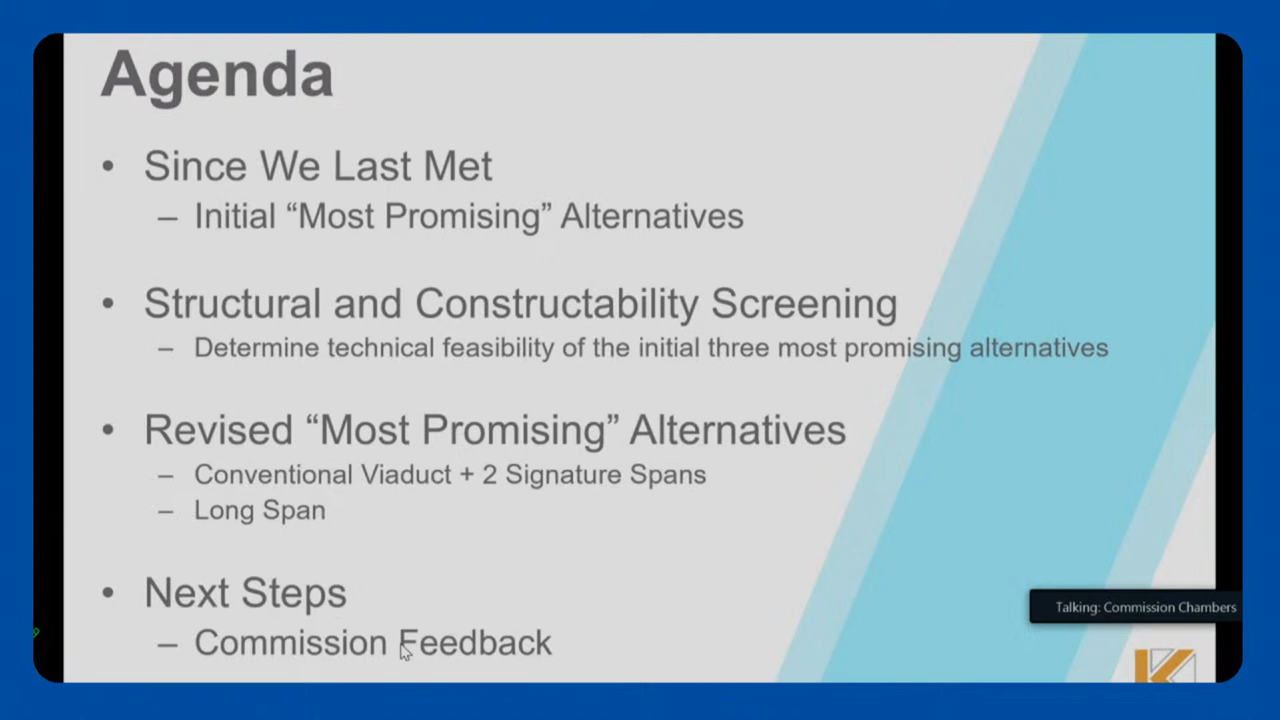 Agenda
• Since We Last Met
– Initial “Most Promising” Alternatives
• Structural and Constructability Screening
– Determine technical feasibility of the initial three most promising alternatives
• Revised “Most Promising” Alternatives
– Conventional Viaduct + 2 Signature Spans
– Long Span
• Next Steps
– Commission Feedback
Talking: Commission Chambers